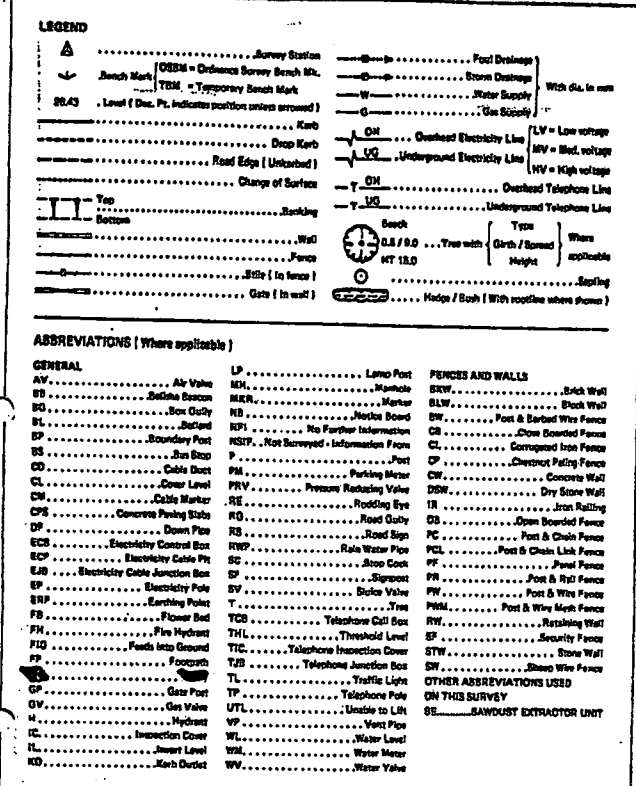 LEGEND
Survey Station
Bench Mark { OSBM = Ordnance Survey Bench Mk.
TBM = Temporary Bench Mark
26.43 . Level ( Dec. Pt. indicates position unless arrowed )
Kerb
Drop Kerb
Road Edge ( Unkerbed )
Change of Surface
Top
Banking
Bottom
Wall
Fence
Stile ( In fence )
Gate ( In wall )
Foul Drainage
Storm Drainage
W Water Supply
G Gas Supply
With dia. in mm
OH ... Overhead Electricity Line
UG . Underground Electricity Line
LV = Low voltage
MV = Med. voltage
HV = High voltage
T OH Overhead Telephone Line
T UG Underground Telephone Line
Beech
0.5 / 9.0 ... Tree with
HT 15.0
Type
Girth / Spread
Height
Where
applicable
Sapling
Hedge / Bush ( With rootline where shown )
ABBREVIATIONS ( Where applicable )
GENERAL
AV Air Valve
BB Belisha Beacon
BG Box Gully
BL Bollard
BP Boundary Post
BS Bus Stop
CD Cable Duct
CL Cover Level
CM Cable Marker
CPS Concrete Paving Slabs
DP Down Pipe
ECB Electricity Control Box
ECP Electricity Cable Pit
EJB Electricity Cable Junction Box
EP Electricity Pole
ERP Earthing Point
FB Flower Bed
FH Fire Hydrant
FIG Feeds Into Ground
FP Footpath
GP Gate Post
GV Gas Valve
H Hydrant
IC Inspection Cover
IL Invert Level
KO Kerb Outlet
LP Lamp Post
MH Manhole
MKR Marker
NB Notice Board
NFI No Further Information
NSIF Not Surveyed - Information From
P Post
PM Parking Meter
PRV Pressure Reducing Valve
RE Rodding Eye
RG Road Gully
RS Road Sign
RWP Rain Water Pipe
SC Stop Cock
SP Signpost
SV Sluice Valve
T Tree
TCB Telephone Call Box
THL Threshold Level
TIC Telephone Inspection Cover
TJB Telephone Junction Box
TL Traffic Light
TP Telephone Pole
UTL Unable to Lift
VP Vent Pipe
WL Water Level
WM Water Meter
WV Water Valve
FENCES AND WALLS
BKW Brick Wall
BLW Block Wall
BW Post & Barbed Wire Fence
CB Close Boarded Fence
CL Corrugated Iron Fence
CP Chestnut Paling Fence
CW Concrete Wall
DSW Dry Stone Wall
IR Iron Railing
OB Open Boarded Fence
PC Post & Chain Fence
PCL Post & Chain Link Fence
PF Panel Fence
PR Post & Rail Fence
PW Post & Wire Fence
PWM Post & Wire Mesh Fence
RW Retaining Wall
SF Security Fence
STW Stone Wall
SW Sheep Wire Fence
OTHER ABBREVIATIONS USED
ON THIS SURVEY
SE SAWDUST EXTRACTOR UNIT